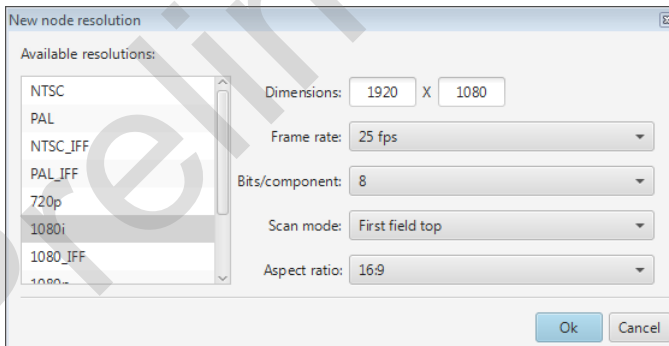 New node resolution
Available resolutions:
NTSC
PAL
NTSC_IFF
PAL_IFF
720p
1080i
1080_IFF
1080p
Dimensions: 1920 X 1080
Frame rate: 25 fps
Bits/component: 8
Scan mode: First field top
Aspect ratio: 16:9
Ok Cancel